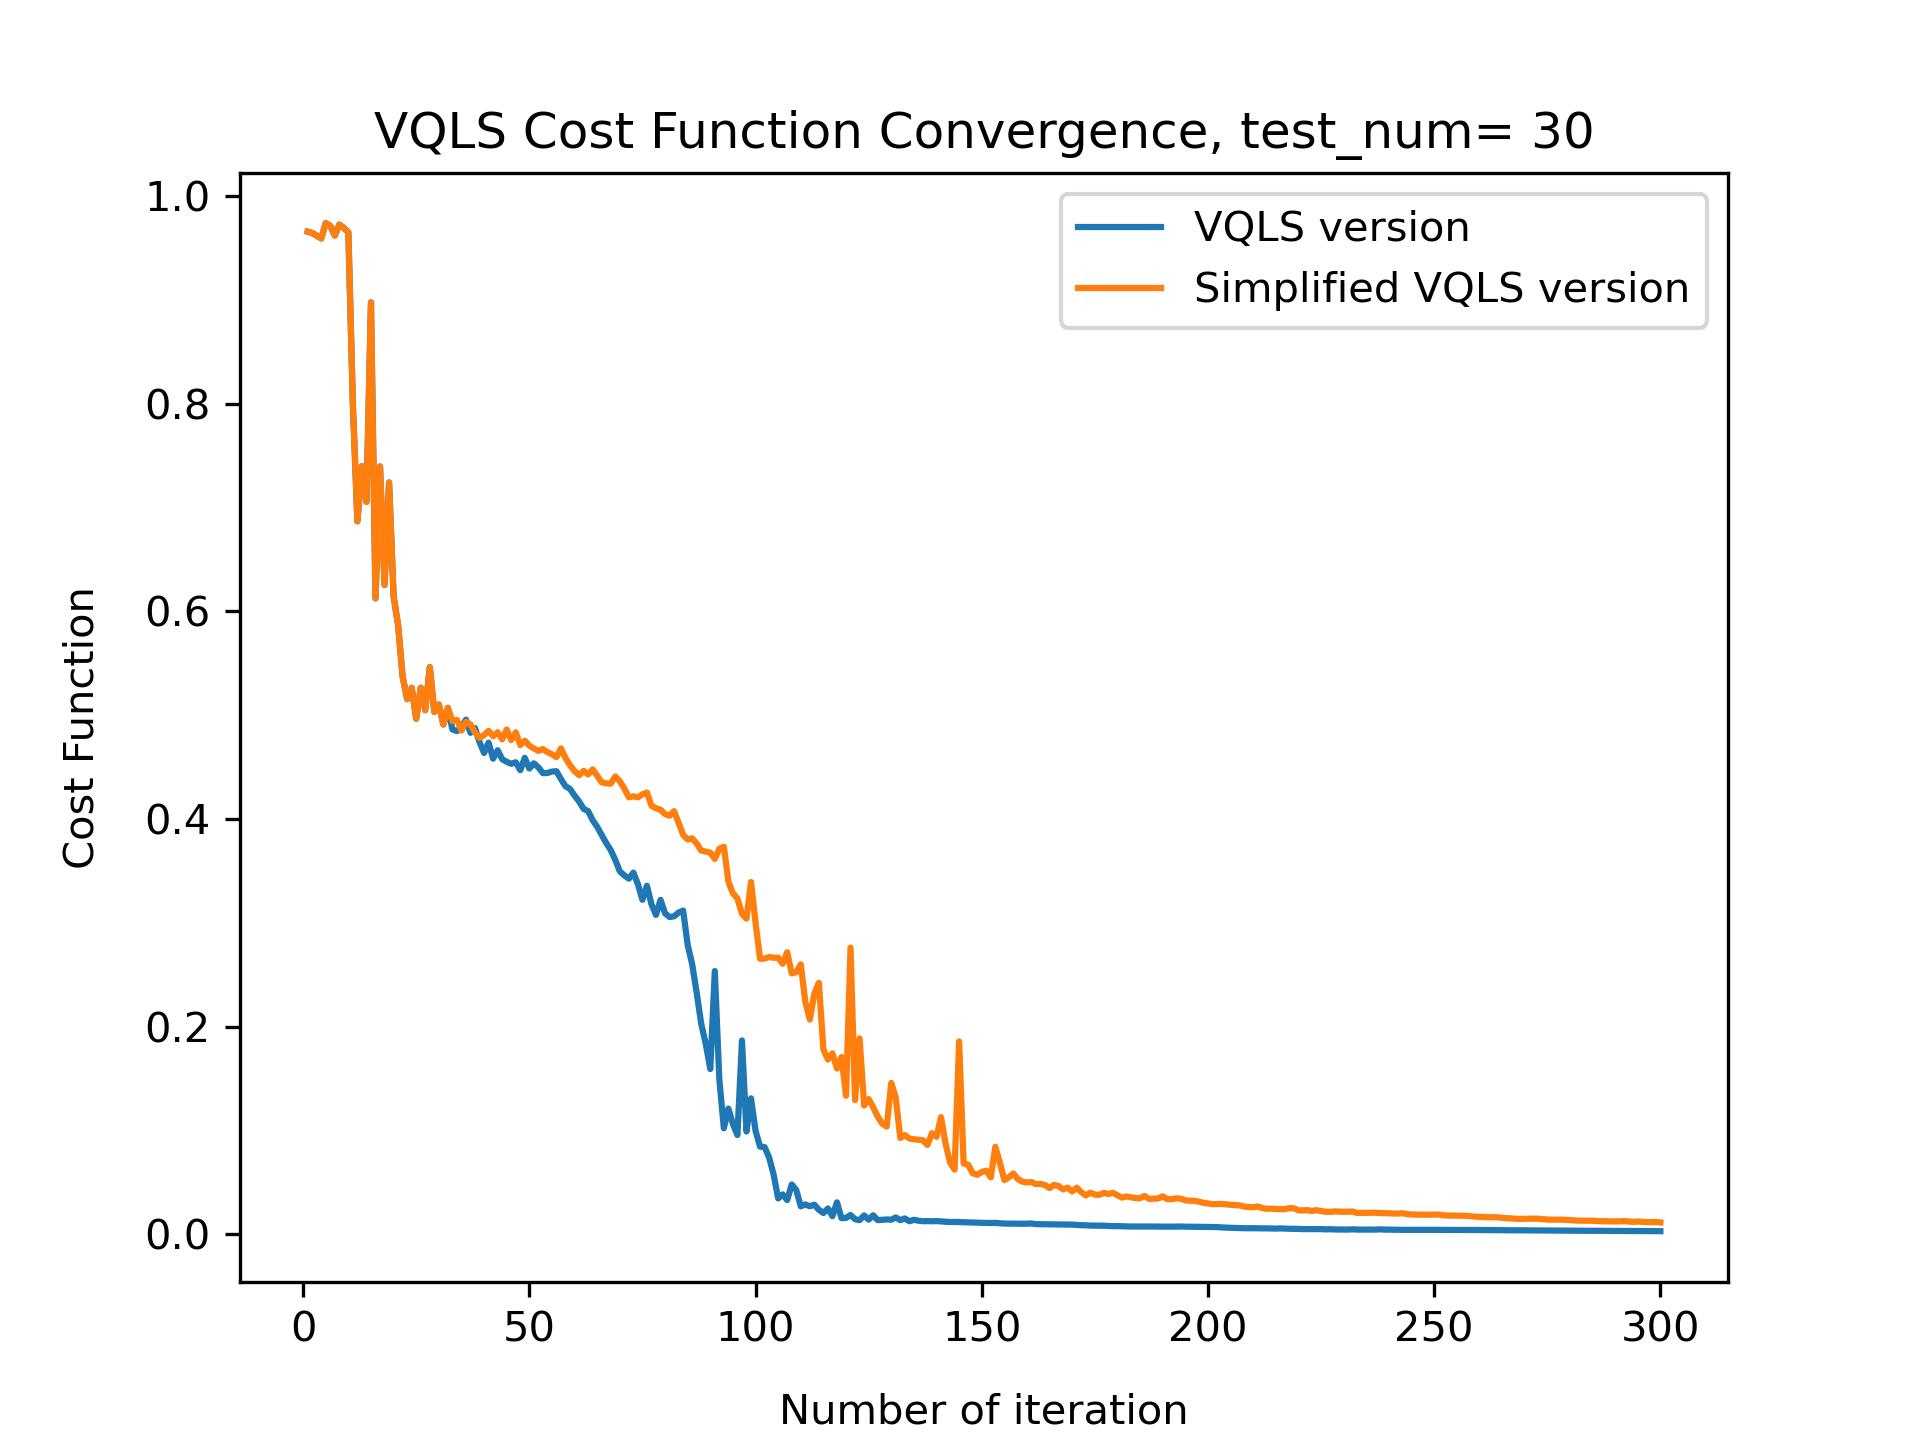 VQLS Cost Function Convergence, test_num= 30
VQLS version
Simplified VQLS version
1.0
0.8
0.6
0.4
0.2
0.0
Cost Function
0 50 100 150 200 250 300
Number of iteration